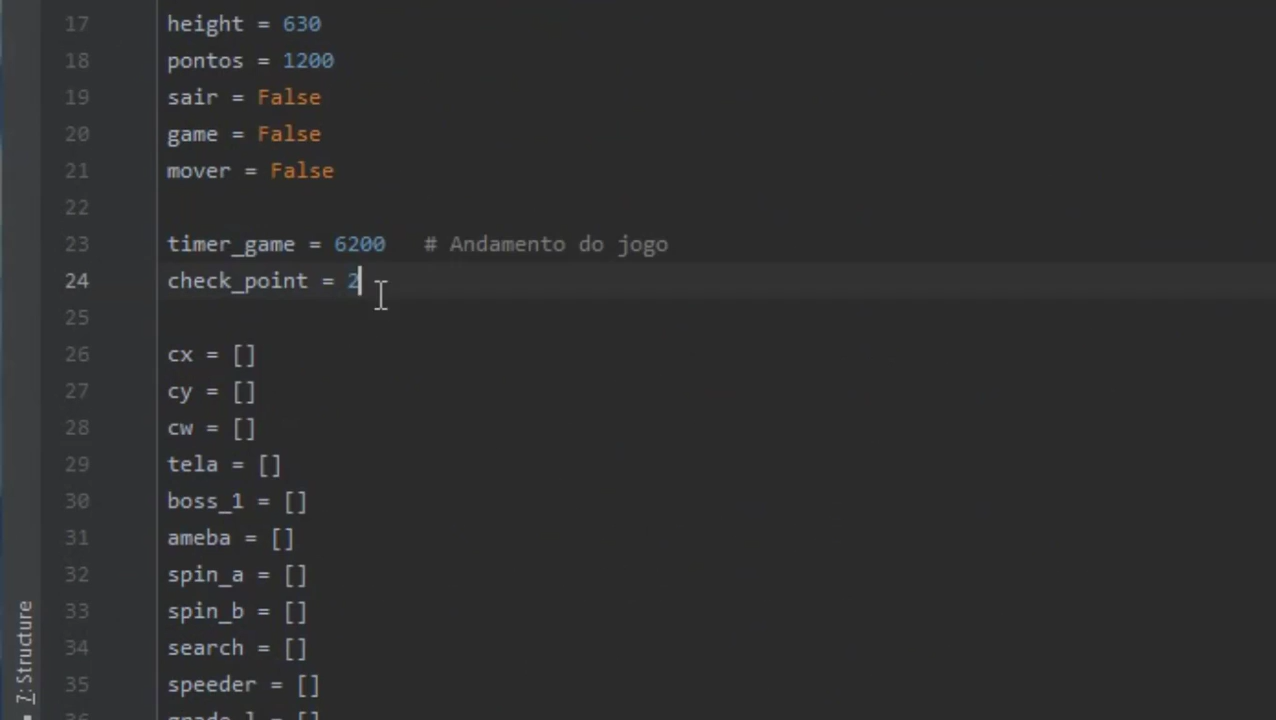 17 height = 630
18 pontos = 1200
19 sair = False
20 game = False
21 mover = False
22
23 timer_game = 6200   # Andamento do jogo
24 check_point = 2
25
26 cx = []
27 cy = []
28 cw = []
29 tela = []
30 boss_1 = []
31 ameba = []
32 spin_a = []
33 spin_b = []
34 search = []
35 speeder = []
7: Structure